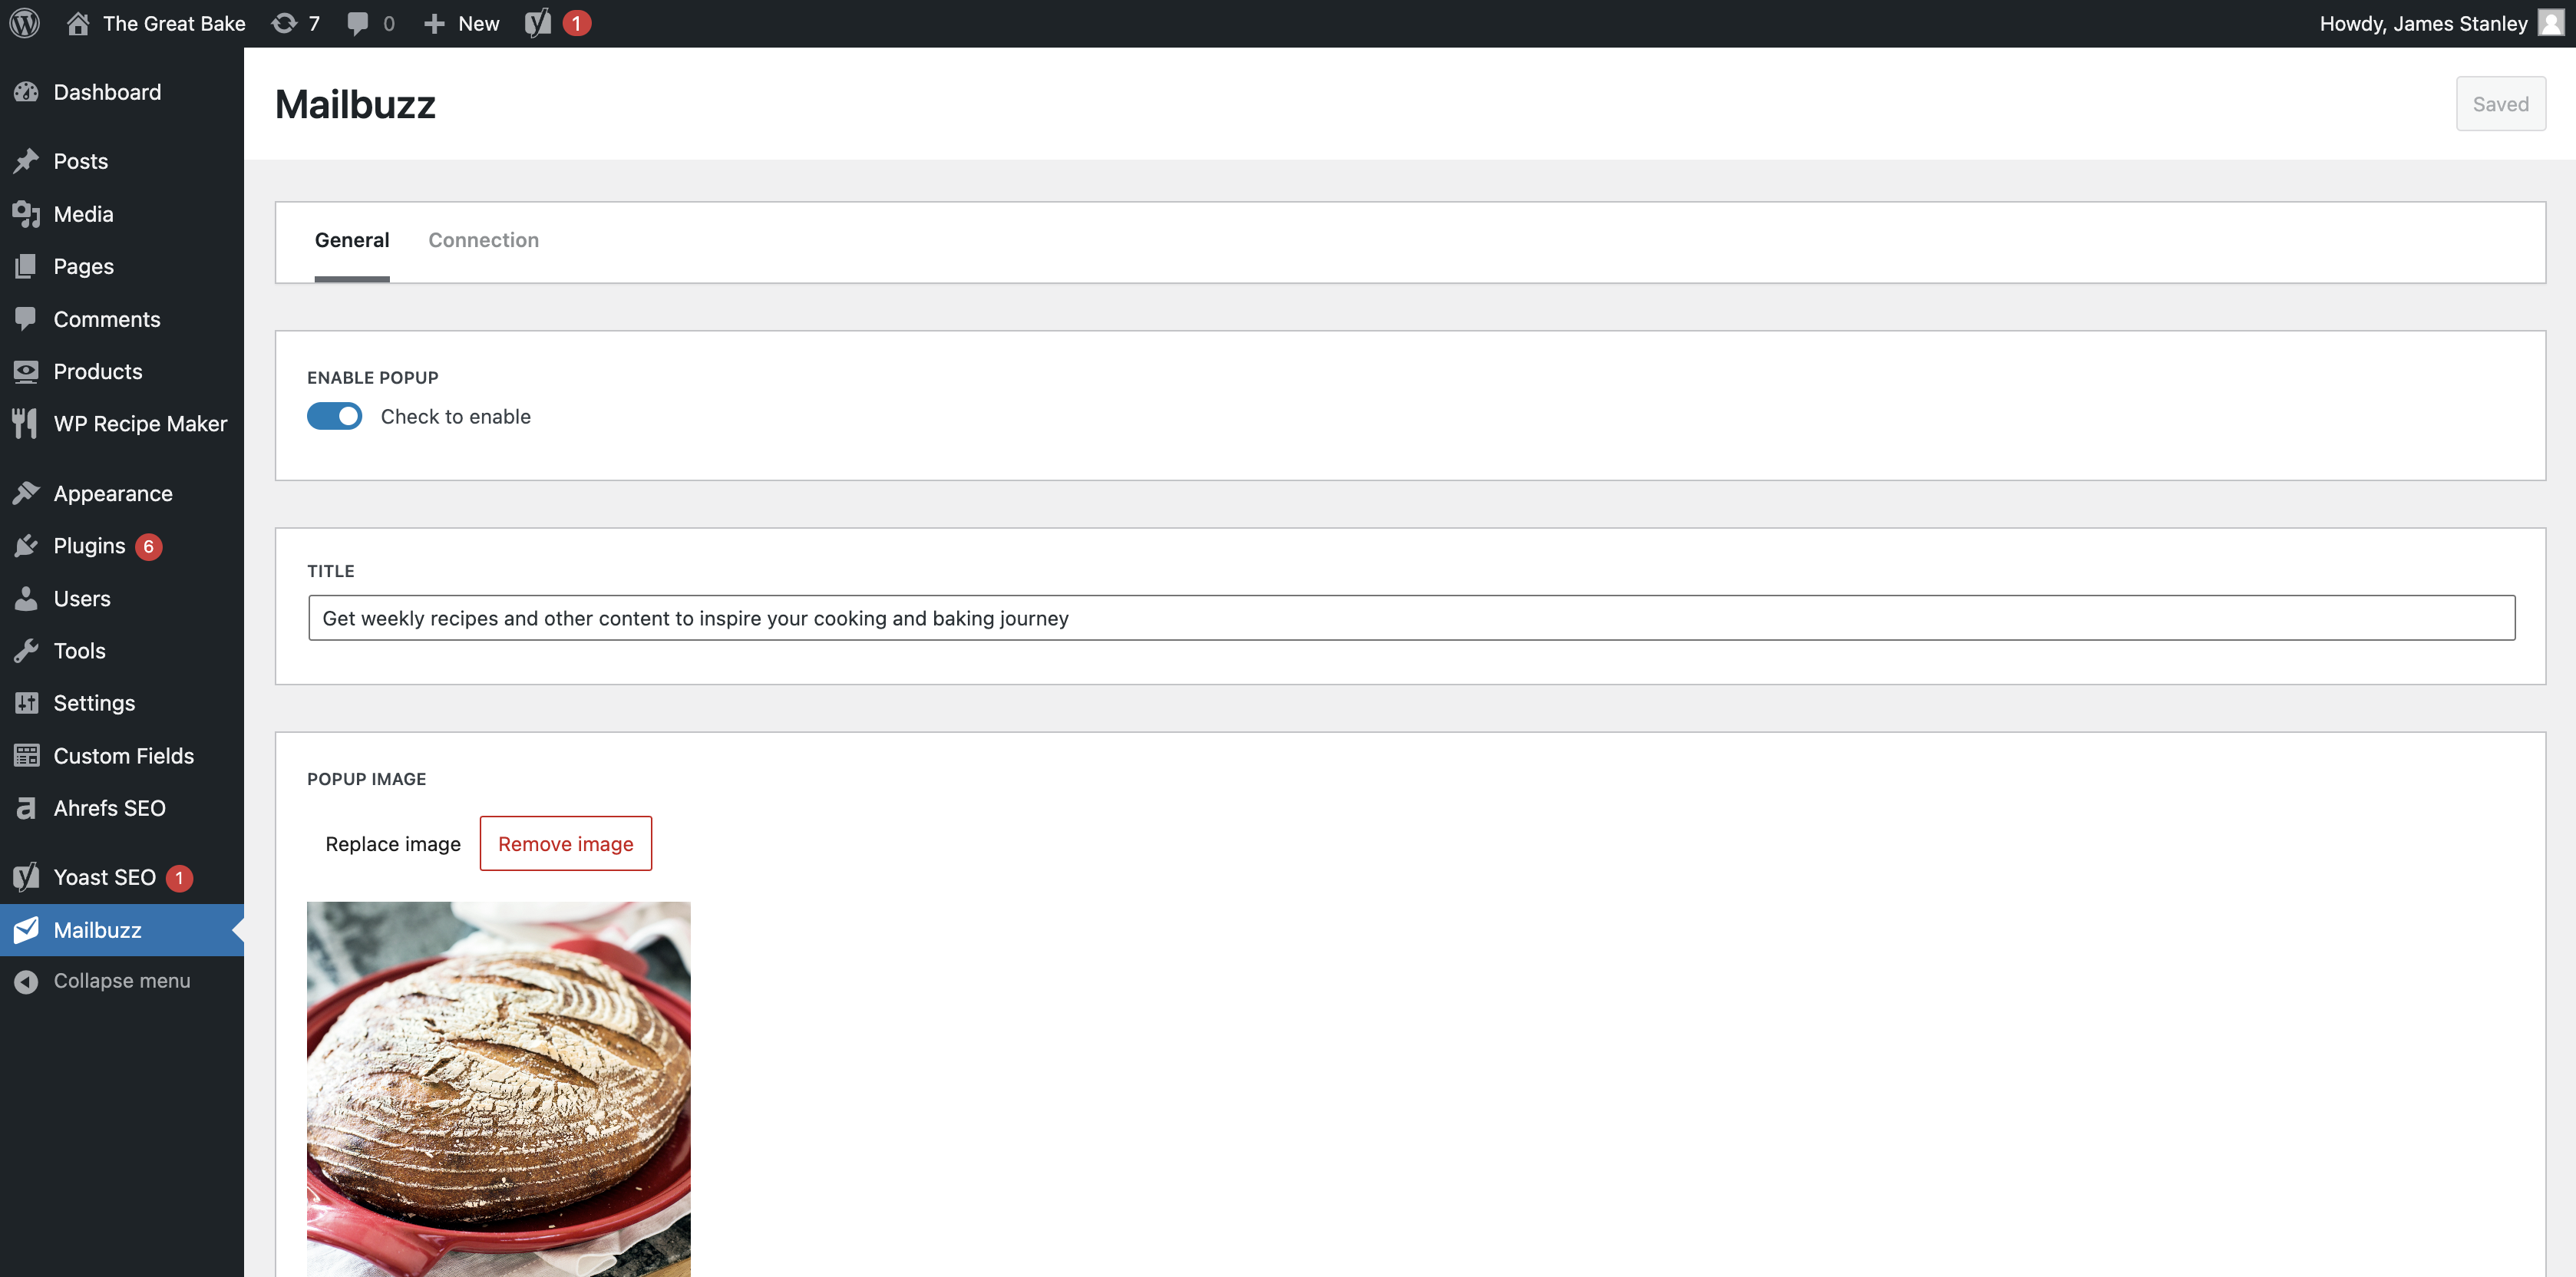 The Great Bake 7 0 New 1 Howdy, James Stanley
Dashboard
Posts
Media
Pages
Comments
Products
WP Recipe Maker
Appearance
Plugins 6
Users
Tools
Settings
Custom Fields
Ahrefs SEO
Yoast SEO 1
Mailbuzz
Collapse menu
Mailbuzz
Saved
General Connection
ENABLE POPUP
Check to enable
TITLE
Get weekly recipes and other content to inspire your cooking and baking journey
POPUP IMAGE
Replace image Remove image